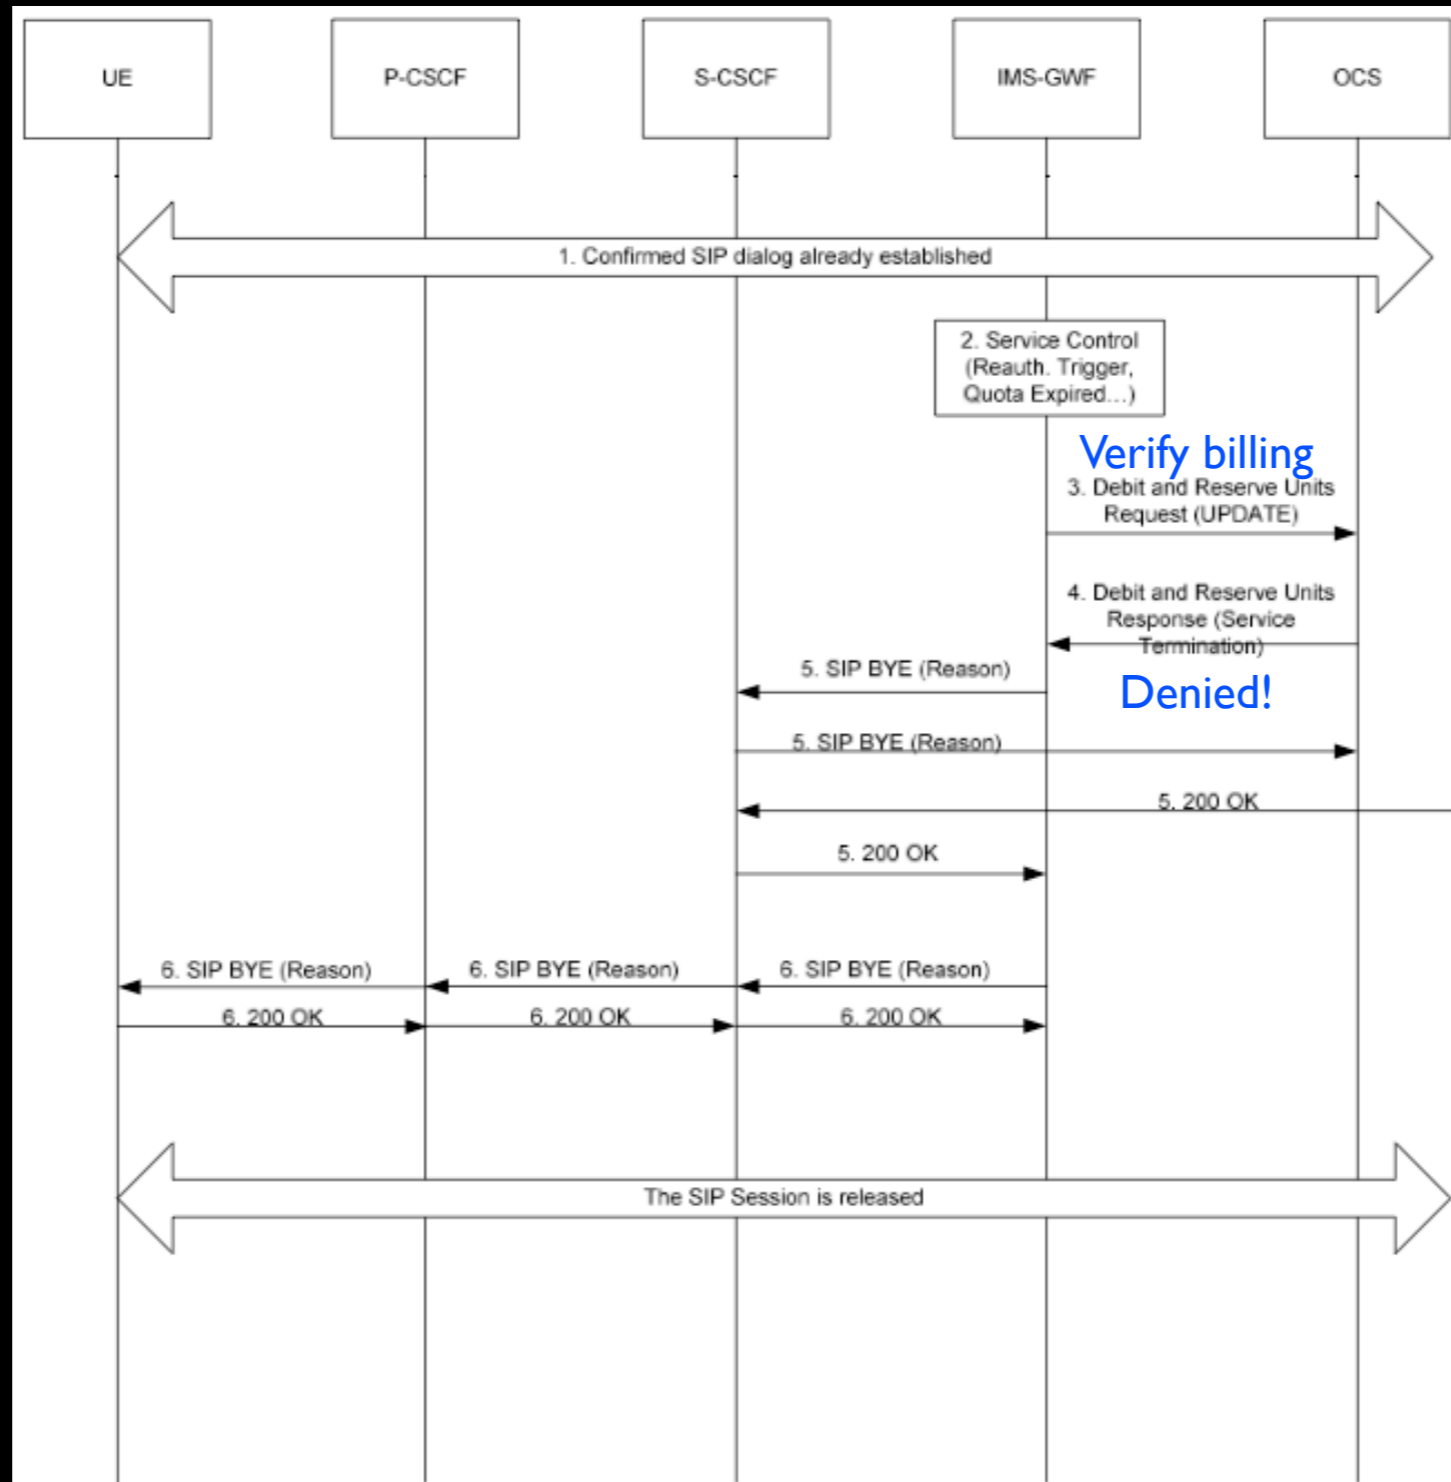 UE
P-CSCF
S-CSCF
IMS-GWF
OCS
1. Confirmed SIP dialog already established
2. Service Control
(Reauth. Trigger,
Quota Expired...)
Verify billing
3. Debit and Reserve Units
Request (UPDATE)
4. Debit and Reserve Units
Response (Service
Termination)
5. SIP BYE (Reason)
Denied!
5. SIP BYE (Reason)
5. 200 OK
5. 200 OK
6. SIP BYE (Reason)
6. SIP BYE (Reason)
6. SIP BYE (Reason)
6. 200 OK
6. 200 OK
6. 200 OK
The SIP Session is released